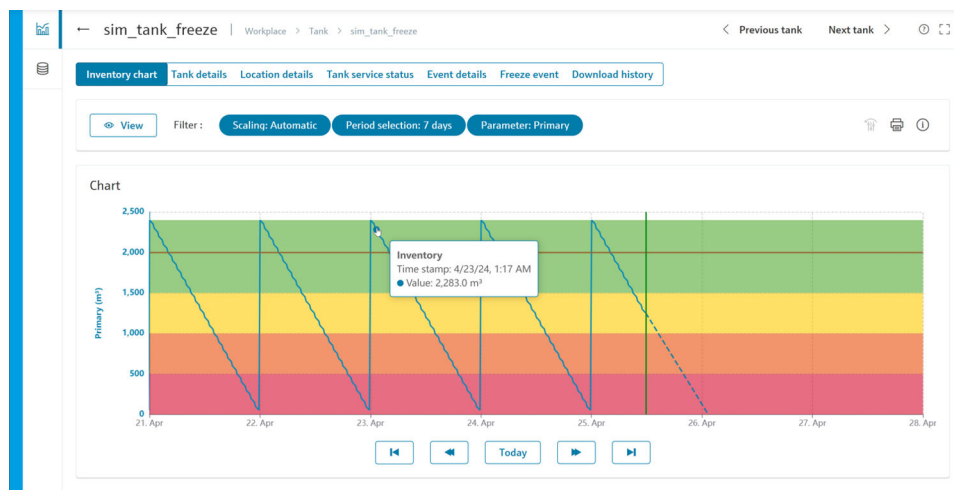 ← sim_tank_freeze | Workplace > Tank > sim_tank_freeze < Previous tank Next tank >
Inventory chart Tank details Location details Tank service status Event details Freeze event Download history
View Filter : Scaling: Automatic Period selection: 7 days Parameter: Primary
Chart
Primary (m³)
2,500
2,000
1,500
1,000
500
0
Inventory
Time stamp: 4/23/24, 1:17 AM
Value: 2,283.0 m³
21. Apr 22. Apr 23. Apr 24. Apr 25. Apr 26. Apr 27. Apr 28. Apr
Today